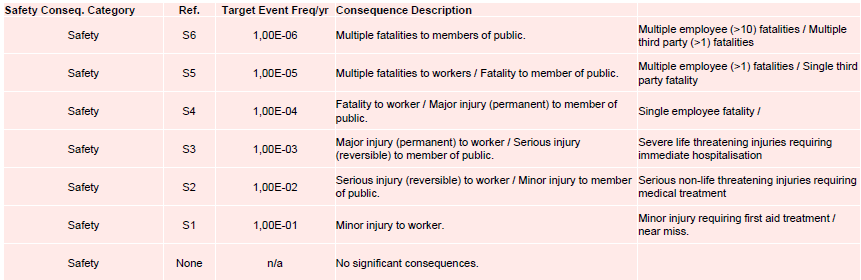 Safety Conseq. Category Ref. Target Event Freq/yr Consequence Description
Safety S6 1,00E-06 Multiple fatalities to members of public. Multiple employee (>10) fatalities / Multiple
third party (>1) fatalities
Safety S5 1,00E-05 Multiple fatalities to workers / Fatality to member of public. Multiple employee (>1) fatalities / Single third
party fatality
Safety S4 1,00E-04 Fatality to worker / Major injury (permanent) to member of
public. Single employee fatality /
Safety S3 1,00E-03 Major injury (permanent) to worker / Serious injury
(reversible) to member of public. Severe life threatening injuries requiring
immediate hospitalisation
Safety S2 1,00E-02 Serious injury (reversible) to worker / Minor injury to member
of public. Serious non-life threatening injuries requiring
medical treatment
Safety S1 1,00E-01 Minor injury to worker. Minor injury requiring first aid treatment /
near miss.
Safety None n/a No significant consequences.